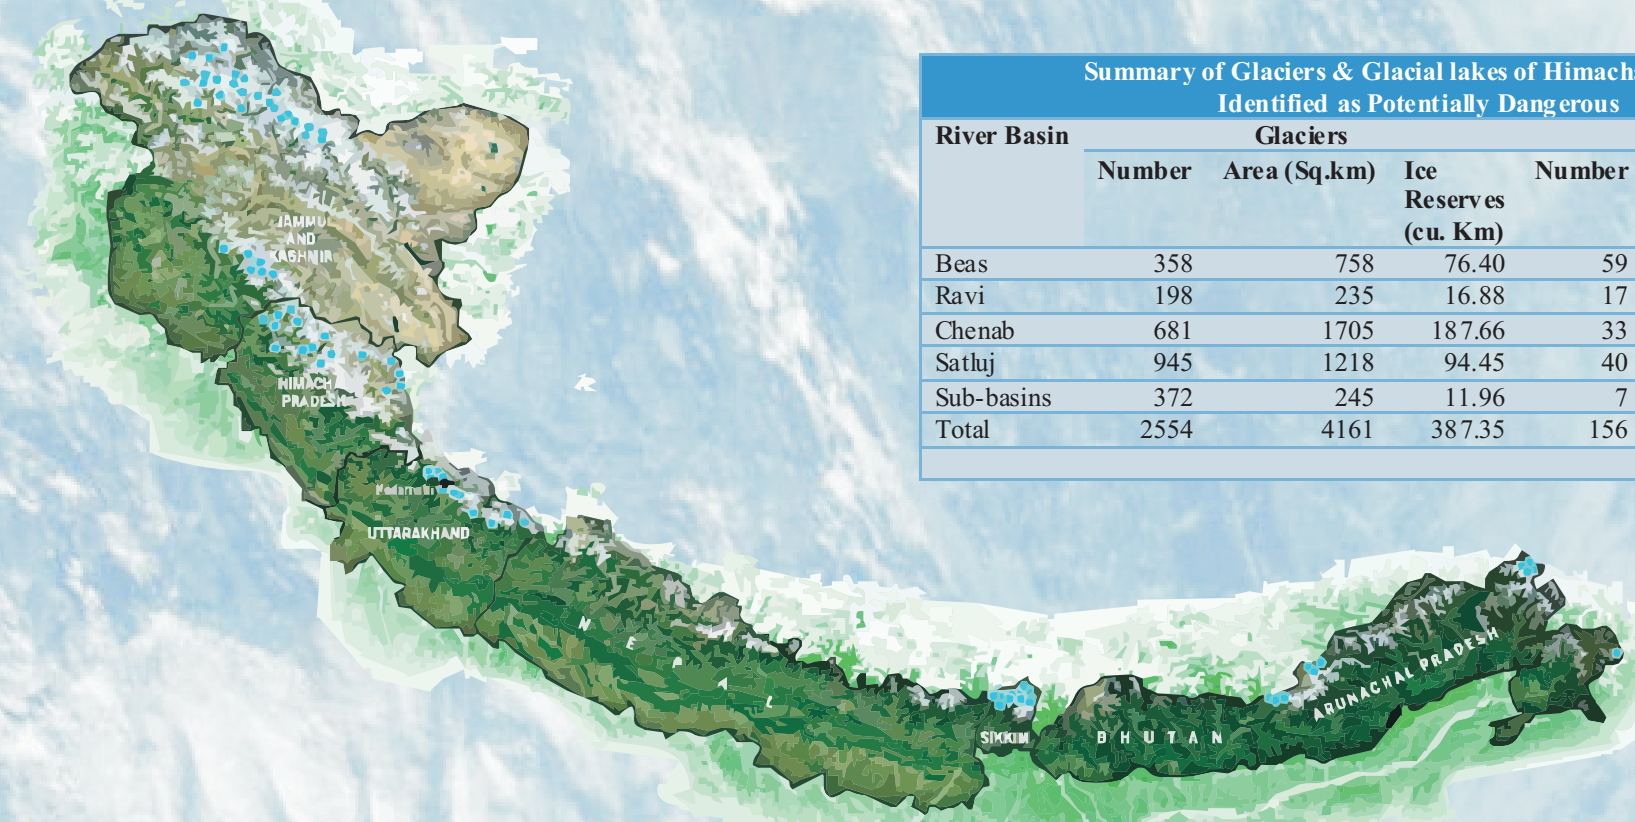 Summary of Glaciers & Glacial lakes of Himach
Identified as Potentially Dangerous
River Basin Glaciers
Number Area (Sq.km) Ice Reserves (cu. Km) Number
Beas 358 758 76.40 59
Ravi 198 235 16.88 17
Chenab 681 1705 187.66 33
Satluj 945 1218 94.45 40
Sub-basins 372 245 11.96 7
Total 2554 4161 387.35 156
JAMMU
AND
KASHMIR
HIMACHA
PRADESH
UTTARAKHAND
NEPAL
SIKKIM
BHUTAN
ARUNACHAL PRADESH